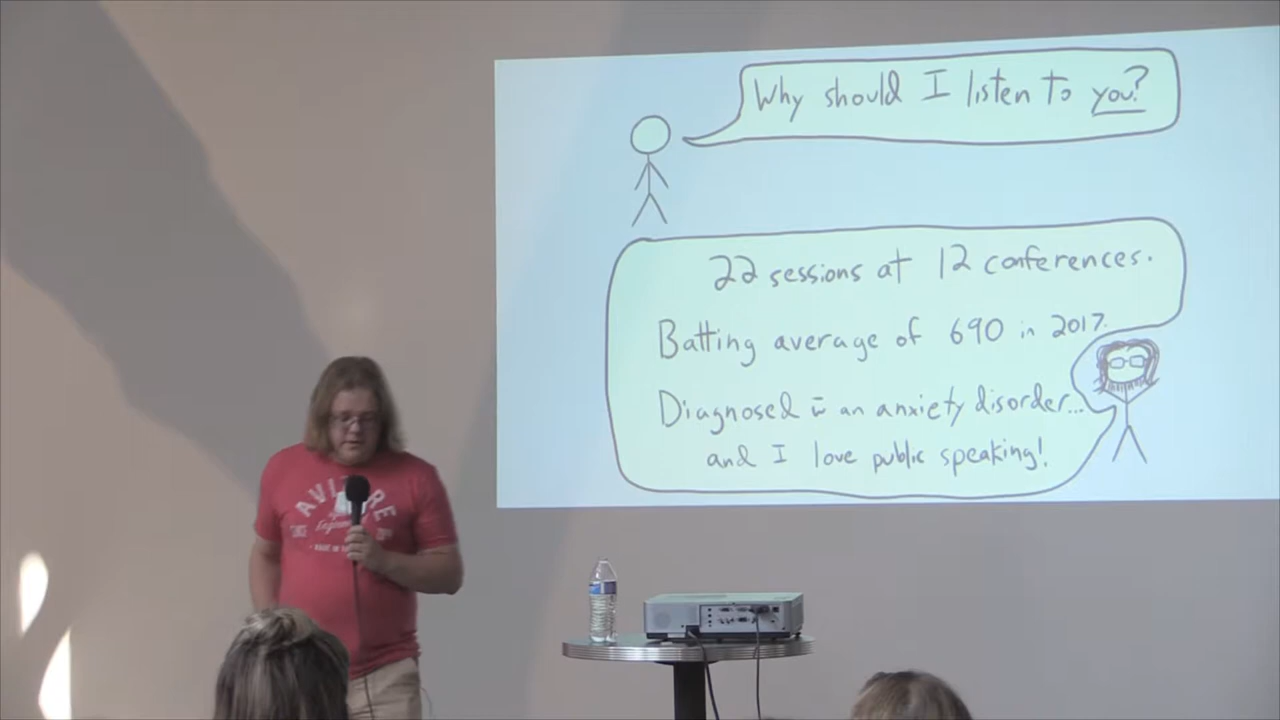 Why should I listen to you?
22 sessions at 12 conferences.
Batting average of 690 in 2017.
Diagnosed w̄ an anxiety disorder...
and I love public speaking!